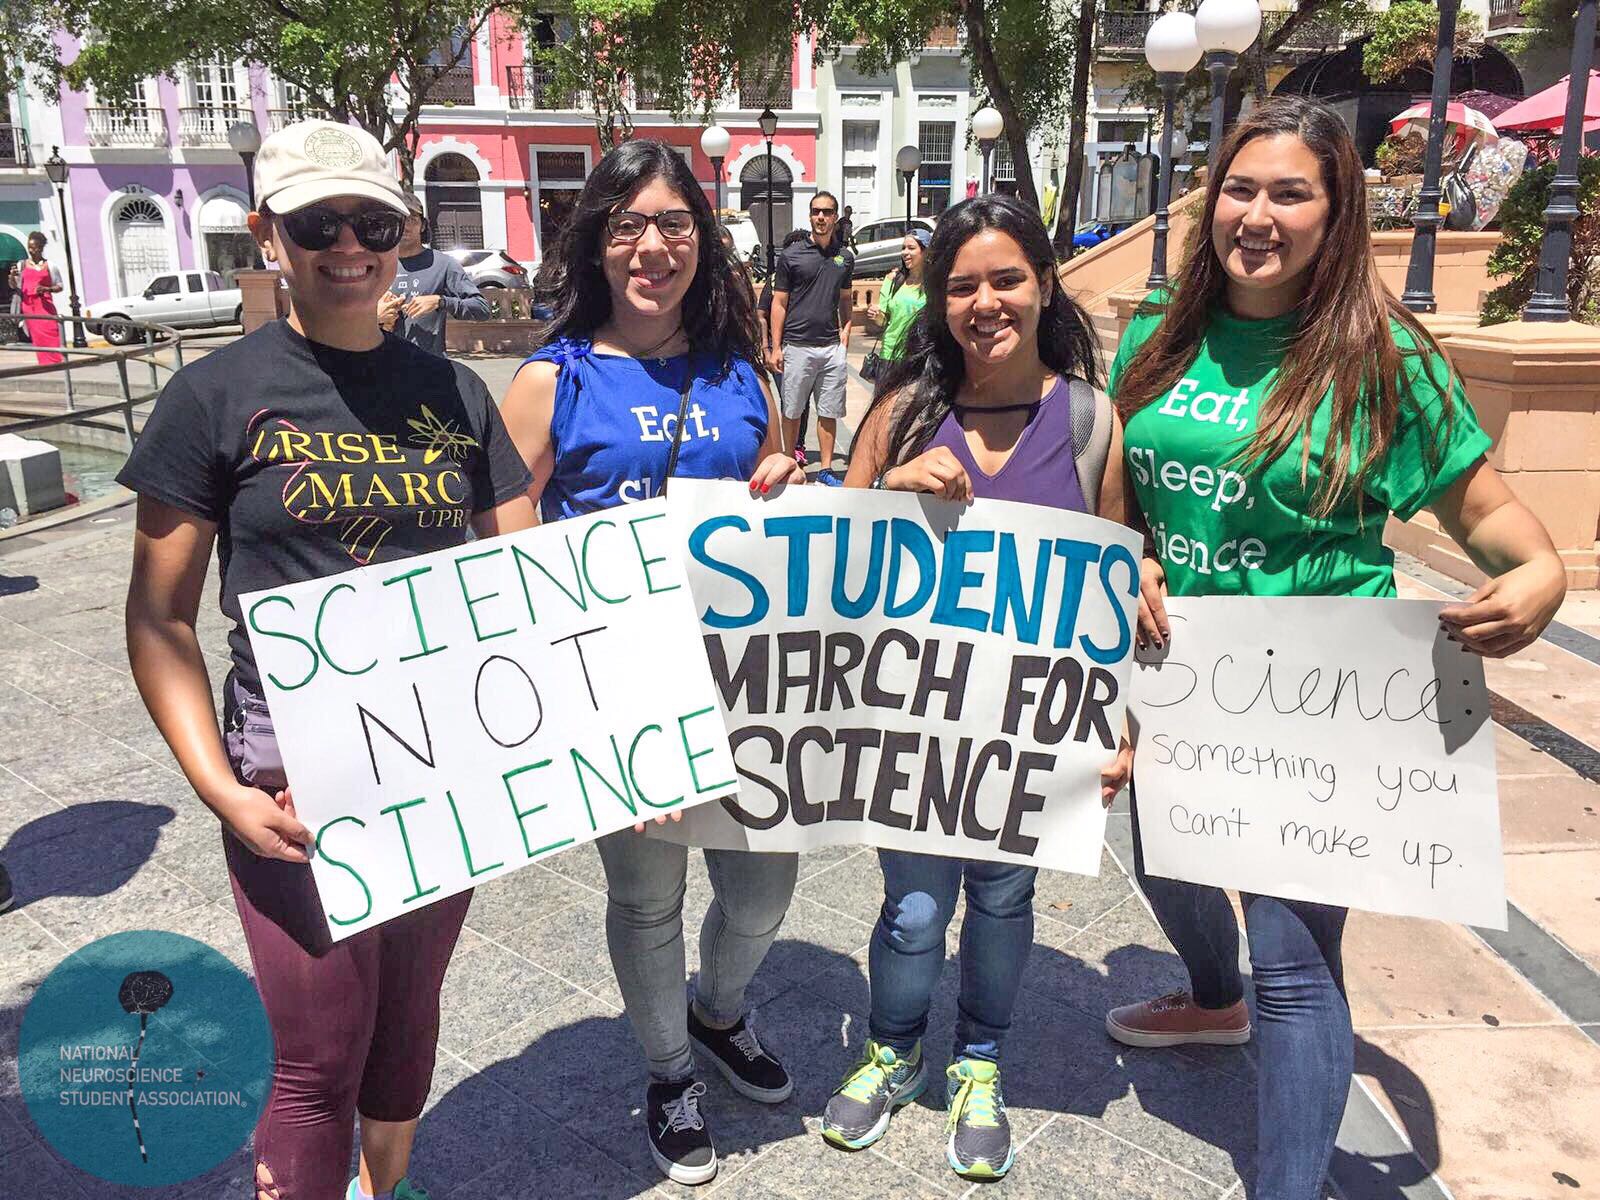 RISE
MARC
UPR
Eat,
SCIENCE
NOT
SILENCE
STUDENTS
MARCH FOR
SCIENCE
Eat,
Sleep,
Science:
something you
can't make up.
NATIONAL
NEUROSCIENCE
STUDENT ASSOCIATION®